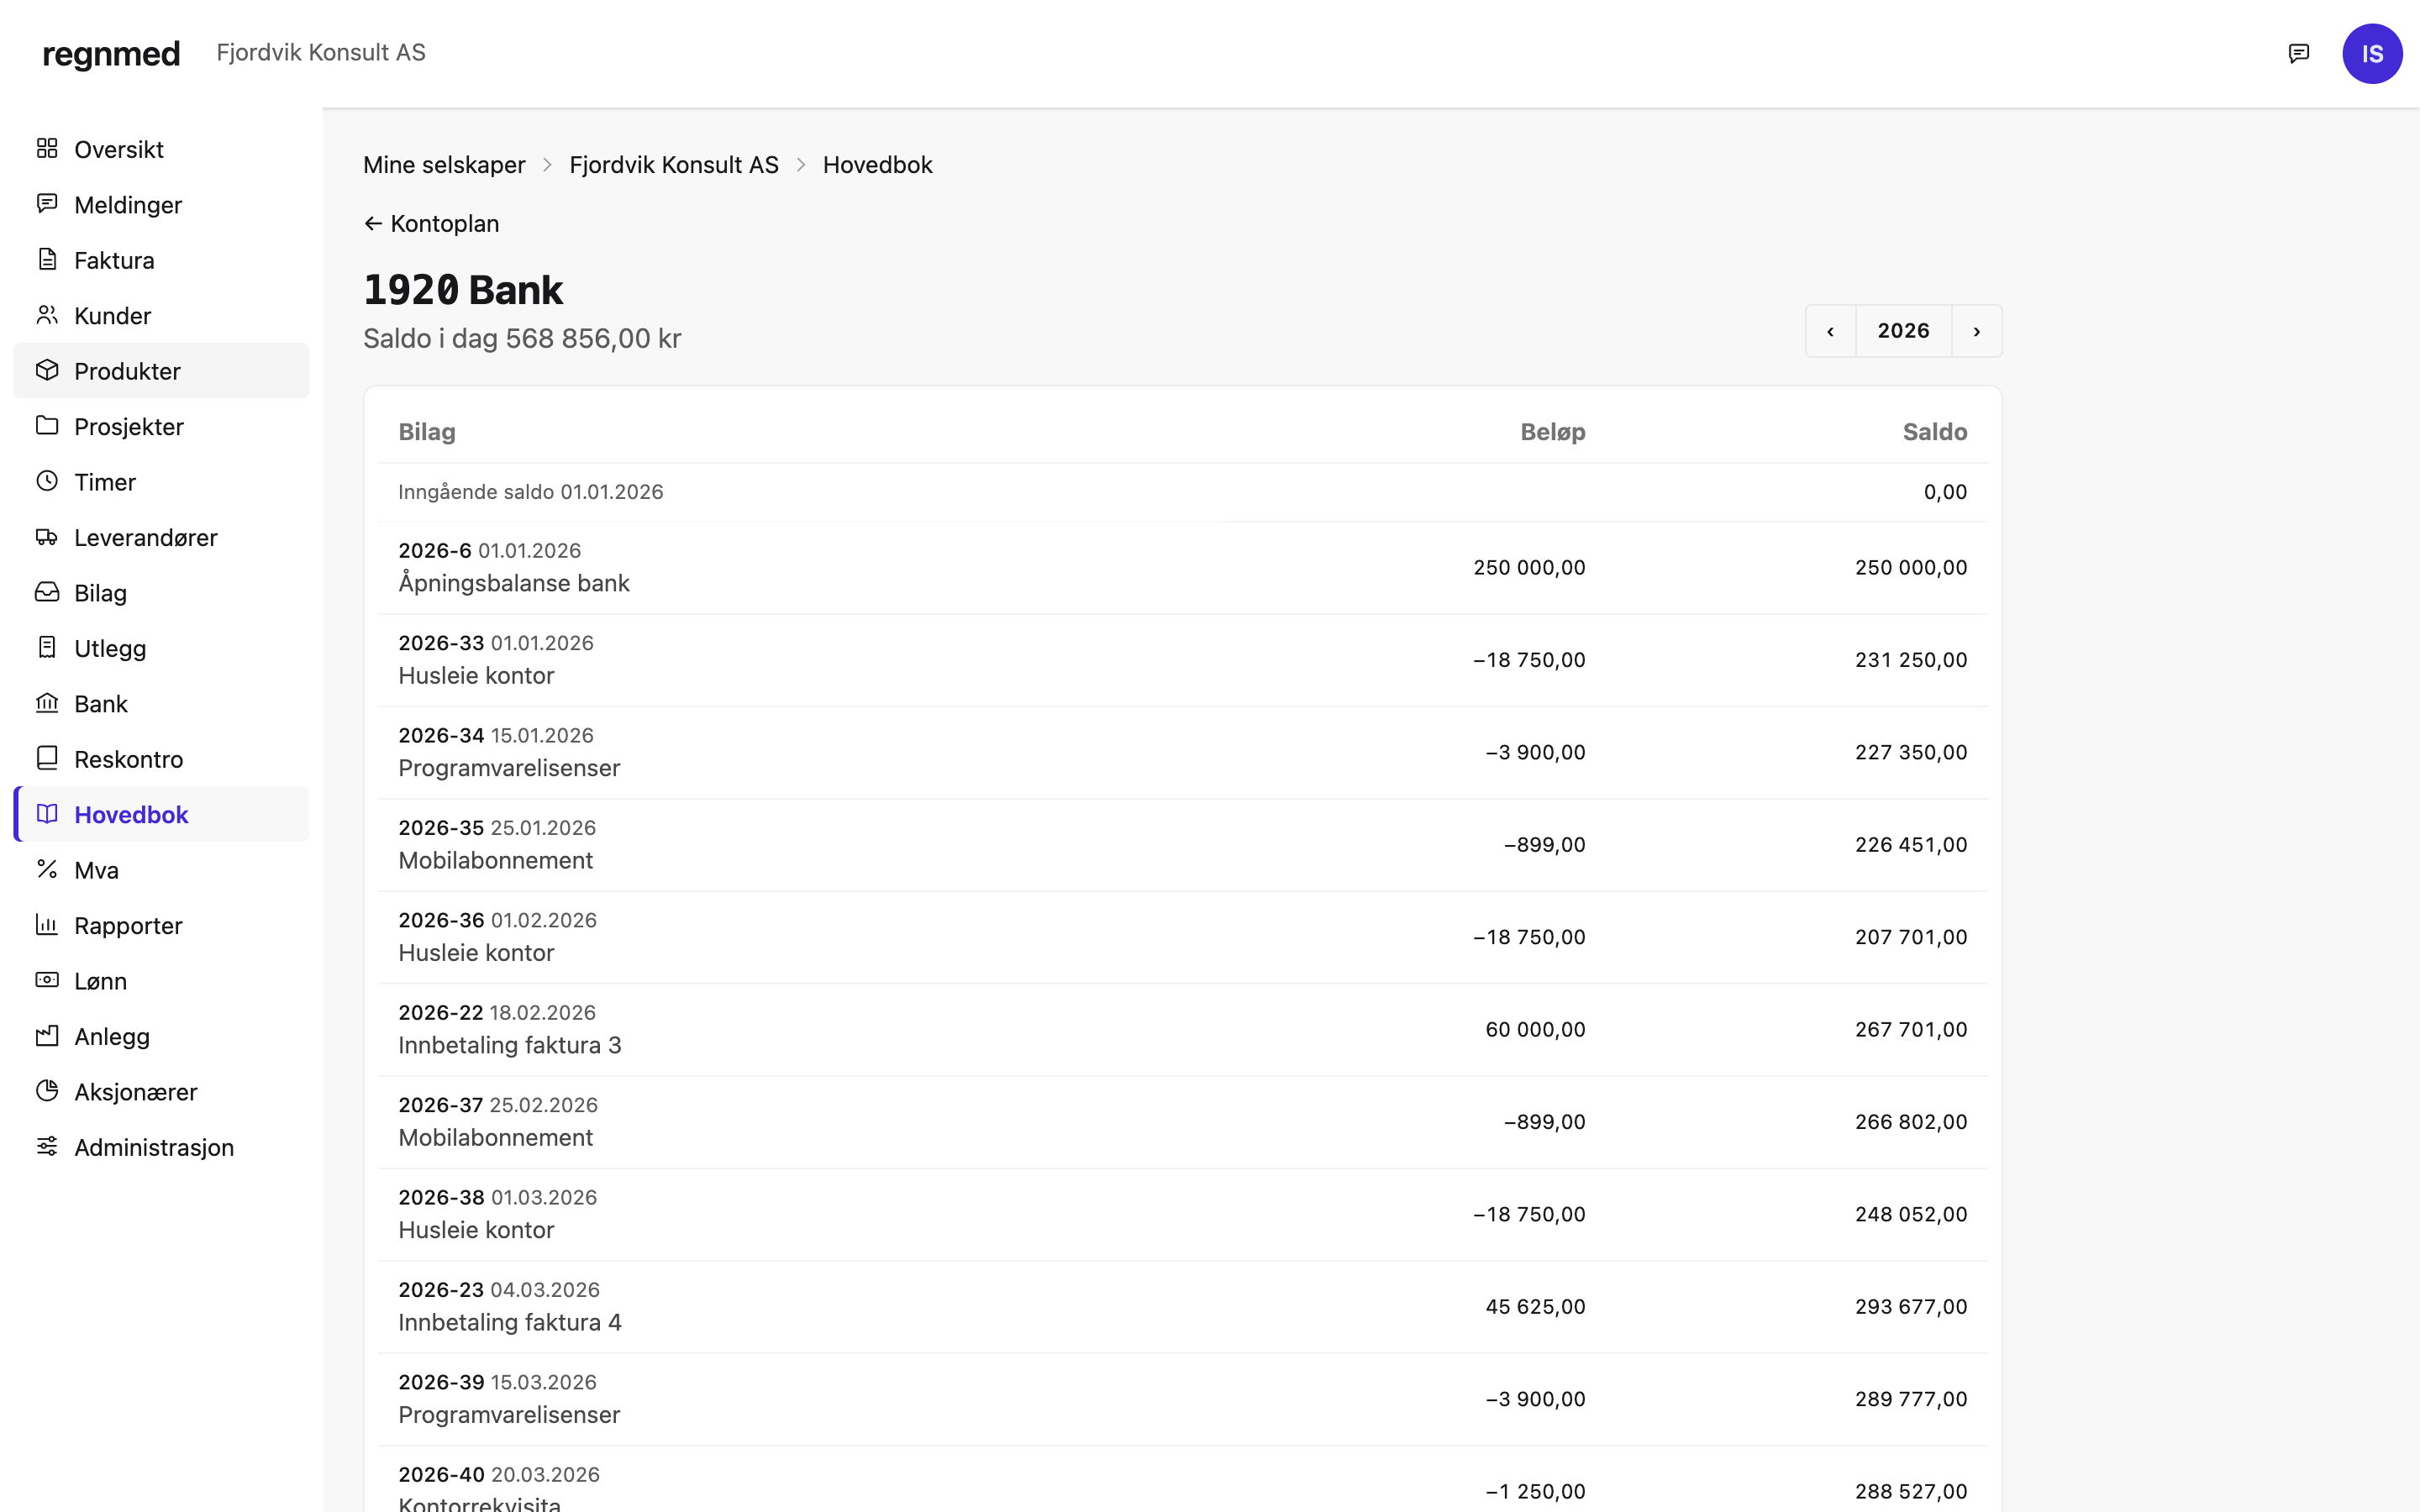 regnmed
Fjordvik Konsult AS
IS
Oversikt
Meldinger
Faktura
Kunder
Produkter
Prosjekter
Timer
Leverandører
Bilag
Utlegg
Bank
Reskontro
Hovedbok
Mva
Rapporter
Lønn
Anlegg
Aksjonærer
Administrasjon
Mine selskaper > Fjordvik Konsult AS > Hovedbok
← Kontoplan
1920 Bank
Saldo i dag 568 856,00 kr
‹ 2026 ›
Bilag Beløp Saldo
Inngående saldo 01.01.2026 0,00
2026-6 01.01.2026
Åpningsbalanse bank
250 000,00 250 000,00
2026-33 01.01.2026
Husleie kontor
−18 750,00 231 250,00
2026-34 15.01.2026
Programvarelisenser
−3 900,00 227 350,00
2026-35 25.01.2026
Mobilabonnement
−899,00 226 451,00
2026-36 01.02.2026
Husleie kontor
−18 750,00 207 701,00
2026-22 18.02.2026
Innbetaling faktura 3
60 000,00 267 701,00
2026-37 25.02.2026
Mobilabonnement
−899,00 266 802,00
2026-38 01.03.2026
Husleie kontor
−18 750,00 248 052,00
2026-23 04.03.2026
Innbetaling faktura 4
45 625,00 293 677,00
2026-39 15.03.2026
Programvarelisenser
−3 900,00 289 777,00
2026-40 20.03.2026
Kontorrekvisita
−1 250,00 288 527,00